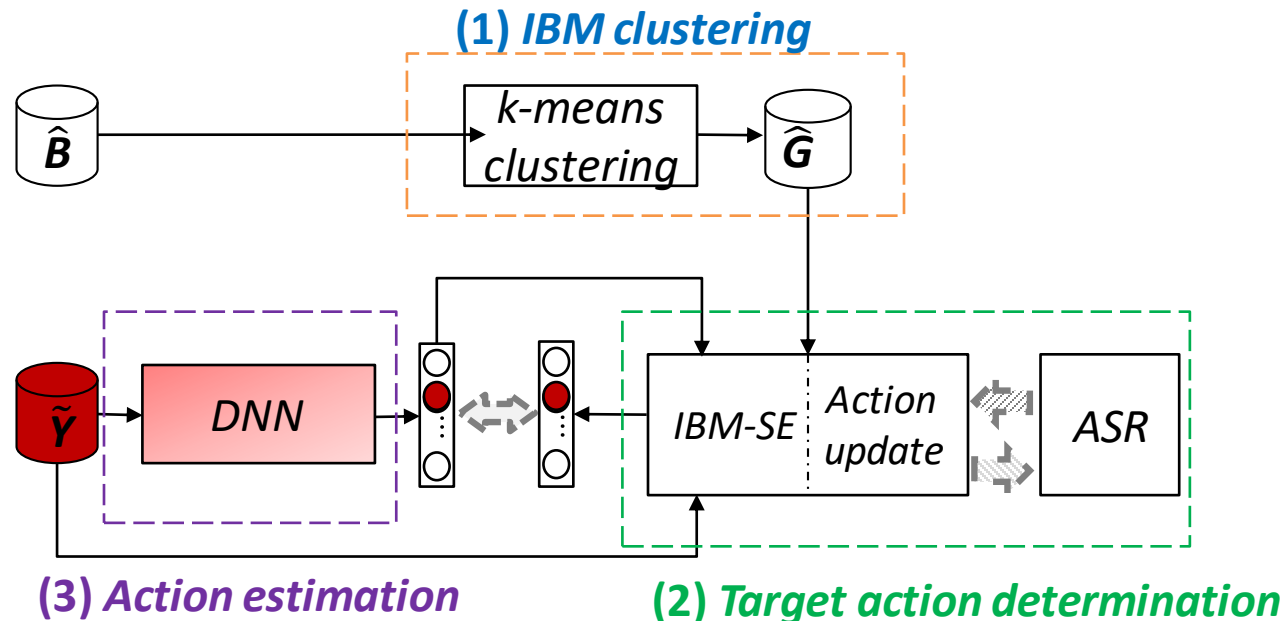 (1) IBM clustering
B̂
k-means
clustering
Ĝ
Ỹ
DNN
IBM-SE
Action
update
ASR
(3) Action estimation
(2) Target action determination